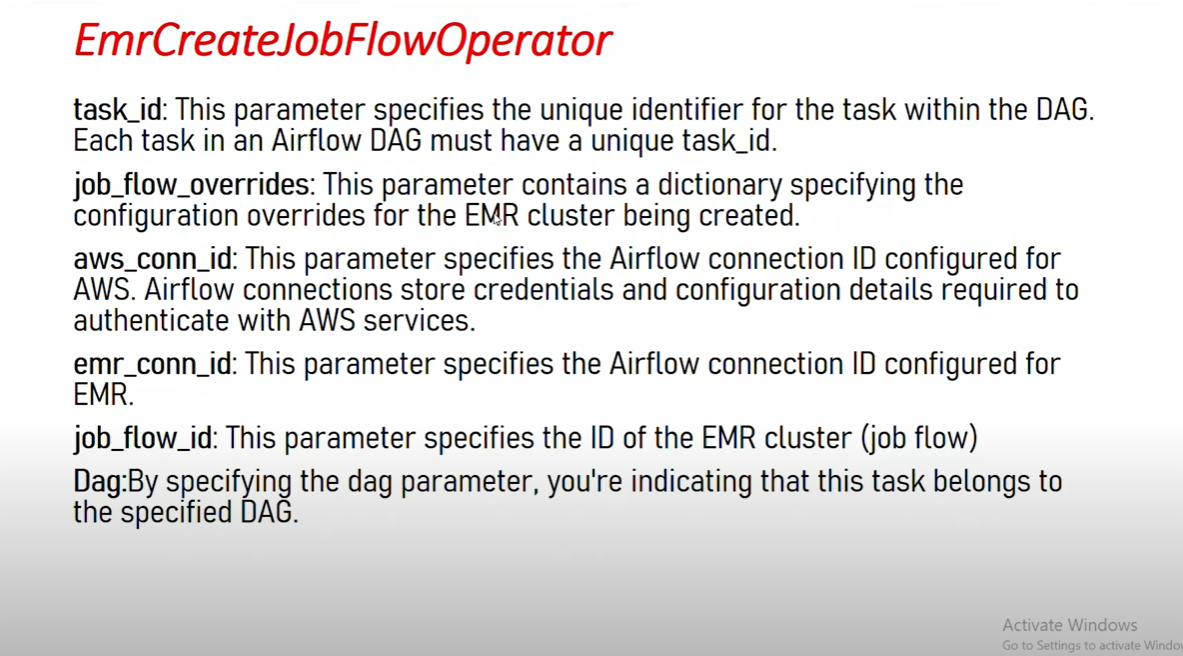 EmrCreateJobFlowOperator
task_id: This parameter specifies the unique identifier for the task within the DAG.
Each task in an Airflow DAG must have a unique task_id.
job_flow_overrides: This parameter contains a dictionary specifying the
configuration overrides for the EMR cluster being created.
aws_conn_id: This parameter specifies the Airflow connection ID configured for
AWS. Airflow connections store credentials and configuration details required to
authenticate with AWS services.
emr_conn_id: This parameter specifies the Airflow connection ID configured for
EMR.
job_flow_id: This parameter specifies the ID of the EMR cluster (job flow)
Dag:By specifying the dag parameter, you're indicating that this task belongs to
the specified DAG.
Activate Windows
Go to Settings to activate Windo